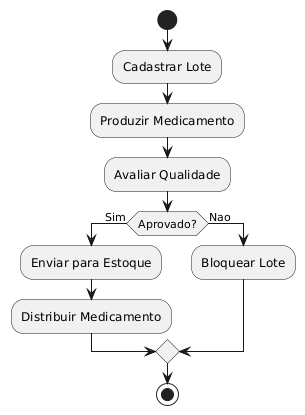 Cadastrar Lote
Produzir Medicamento
Avaliar Qualidade
Sim
Aprovado?
Nao
Enviar para Estoque
Bloquear Lote
Distribuir Medicamento